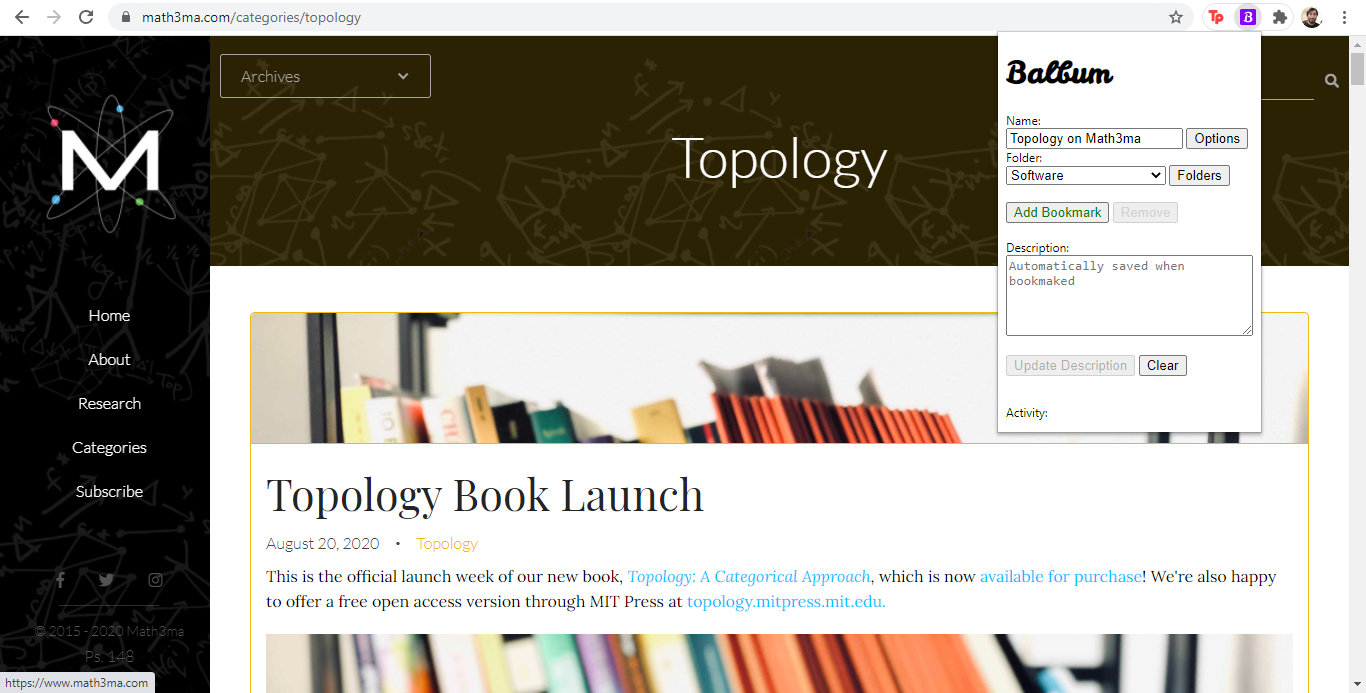 math3ma.com/categories/topology
Tp
B
Archives
Topology
M
Home
About
Research
Categories
Subscribe
© 2015 - 2020 Math3ma
Ps. 148
https://www.math3ma.com
Balbum
Name:
Topology on Math3ma Options
Folder:
Software Folders
Add Bookmark Remove
Description:
Automatically saved when
bookmaked
Update Description Clear
Activity:
Topology Book Launch
August 20, 2020 • Topology
This is the official launch week of our new book, Topology: A Categorical Approach, which is now available for purchase! We're also happy
to offer a free open access version through MIT Press at topology.mitpress.mit.edu.